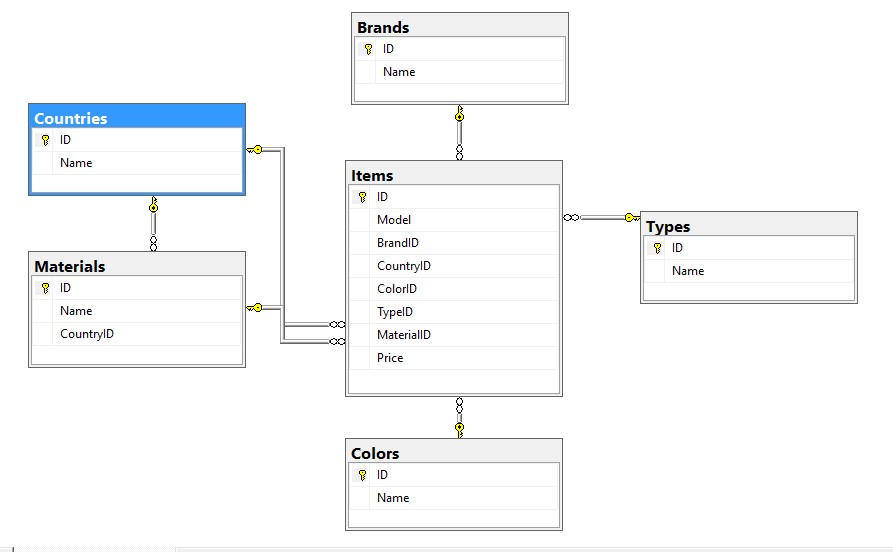 Brands
ID
Name
Countries
ID
Name
Items
ID
Model
BrandID
CountryID
ColorID
TypeID
MaterialID
Price
Types
ID
Name
Materials
ID
Name
CountryID
Colors
ID
Name